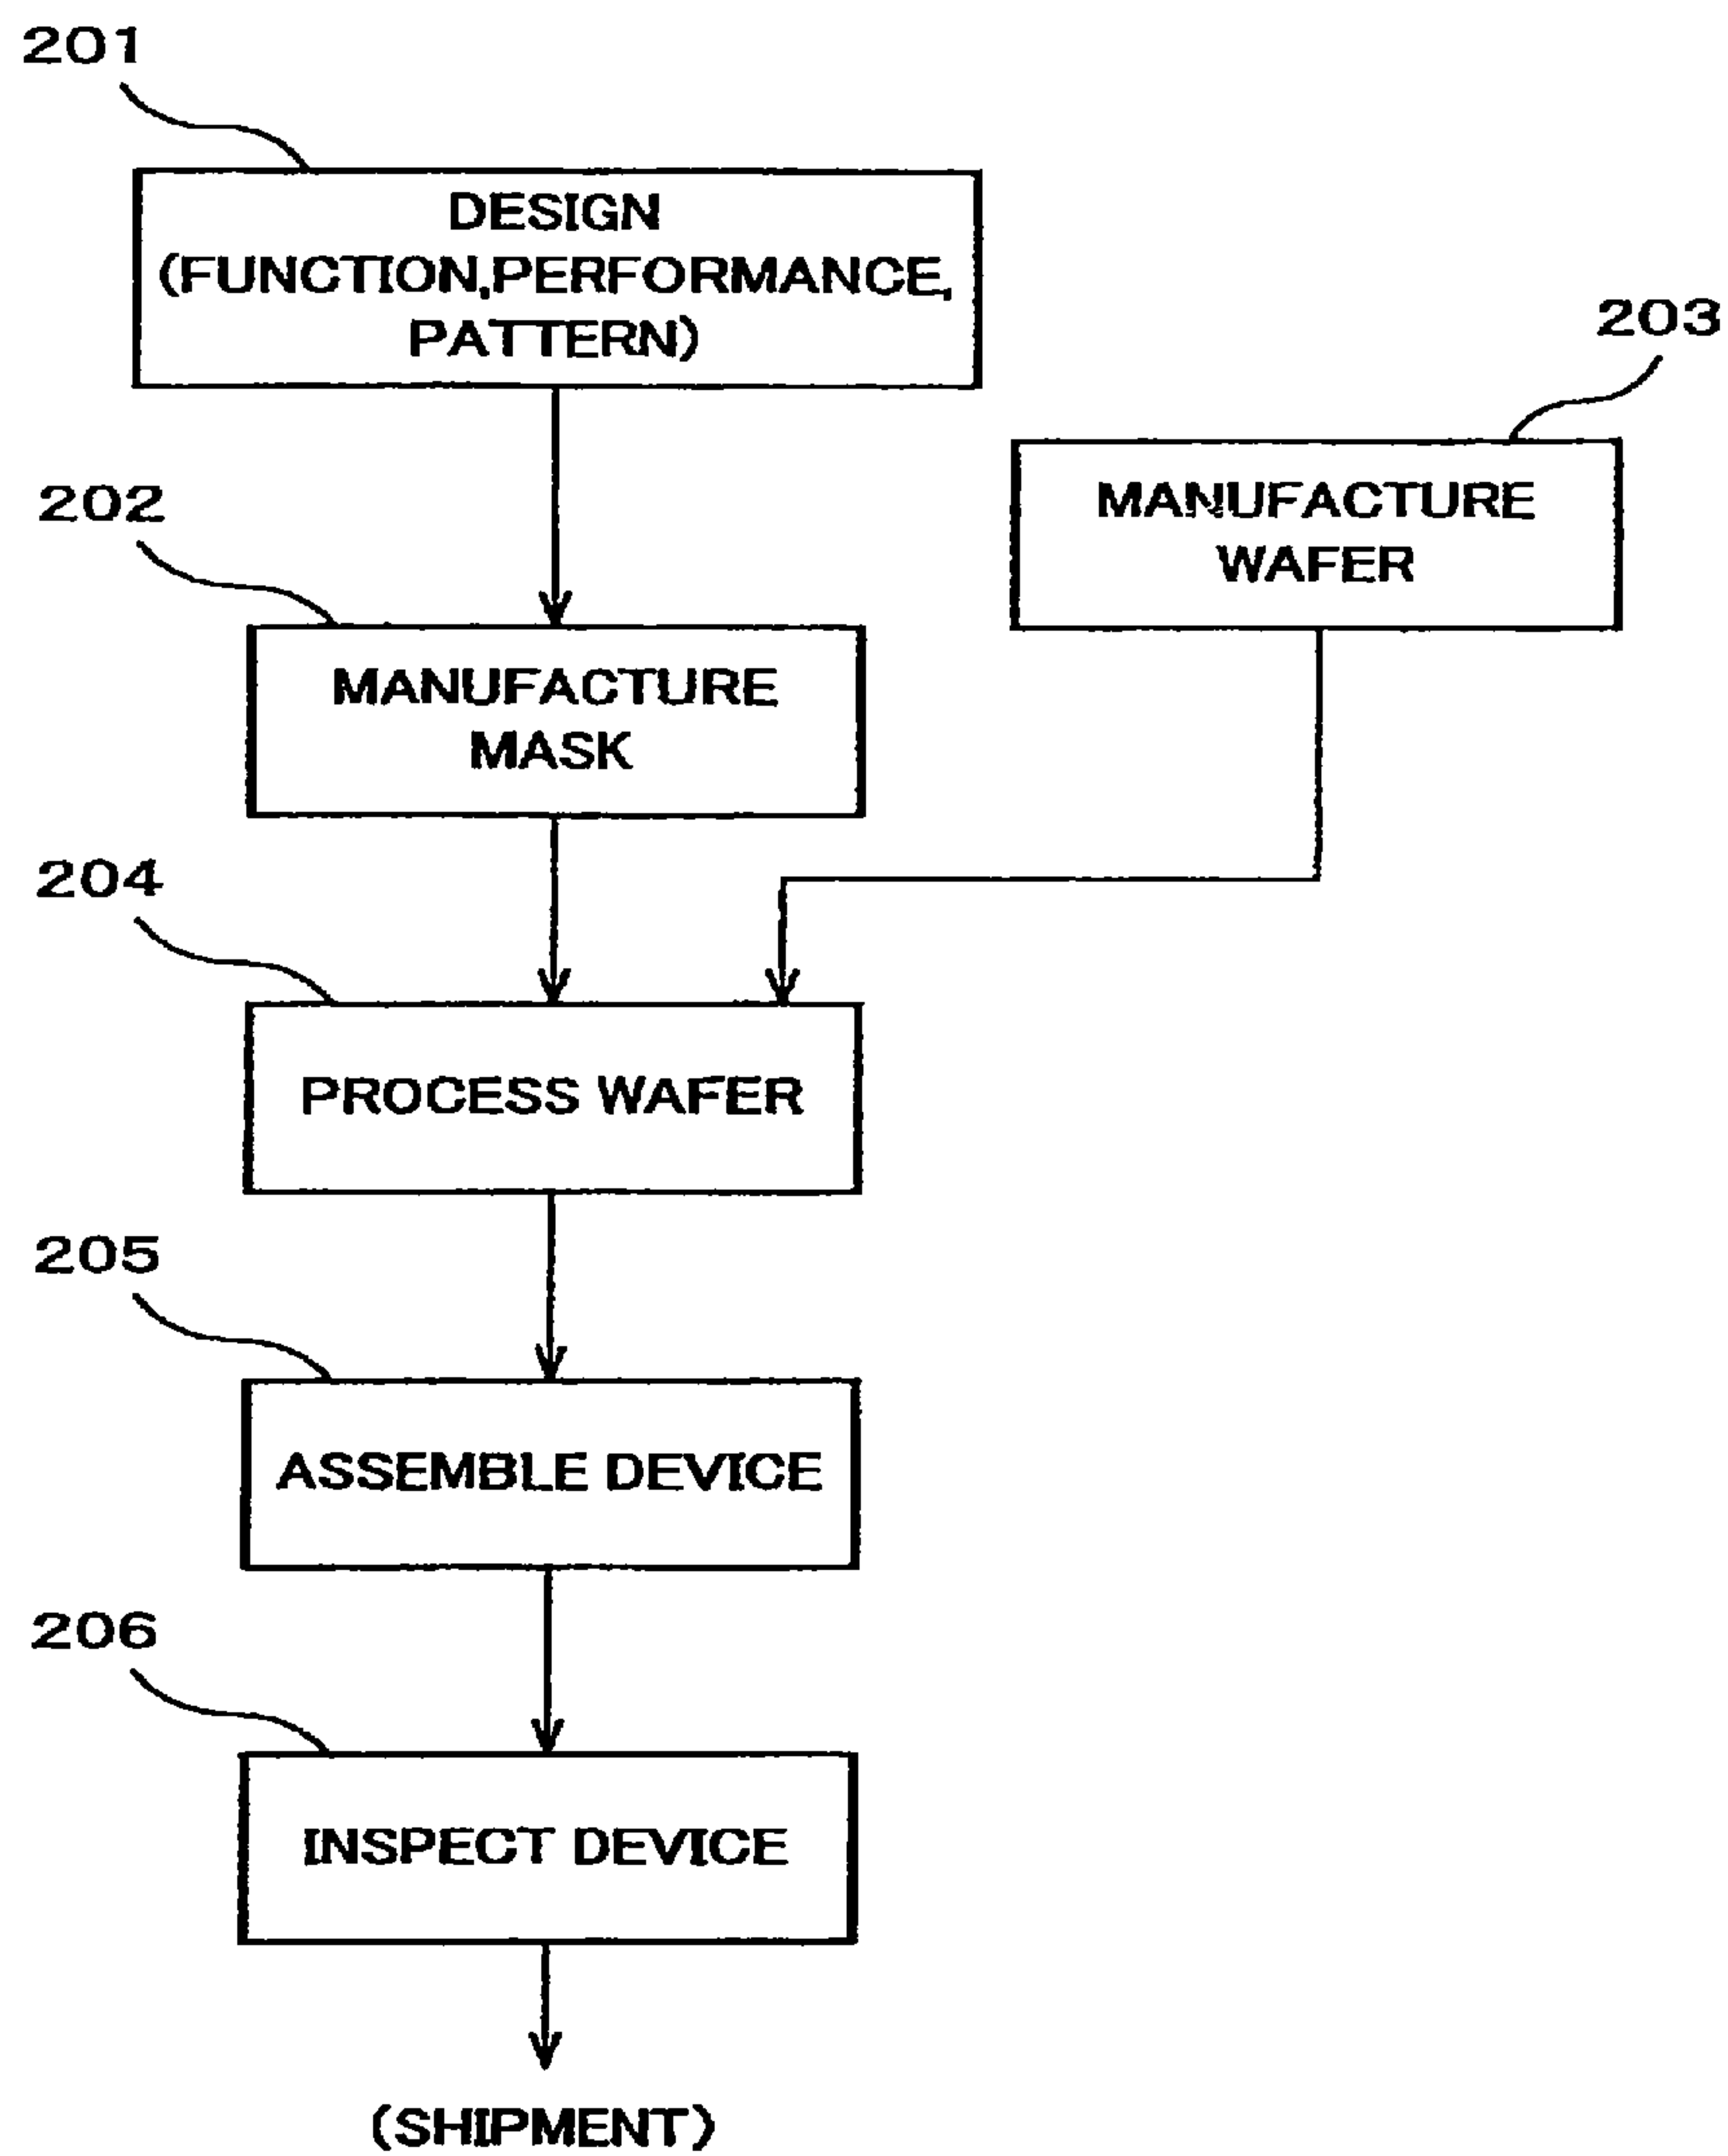 201
DESIGN
(FUNCTION,PERFORMANCE,
PATTERN)
203
MANUFACTURE
WAFER
202
MANUFACTURE
MASK
204
PROCESS WAFER
205
ASSEMBLE DEVICE
206
INSPECT DEVICE
(SHIPMENT)